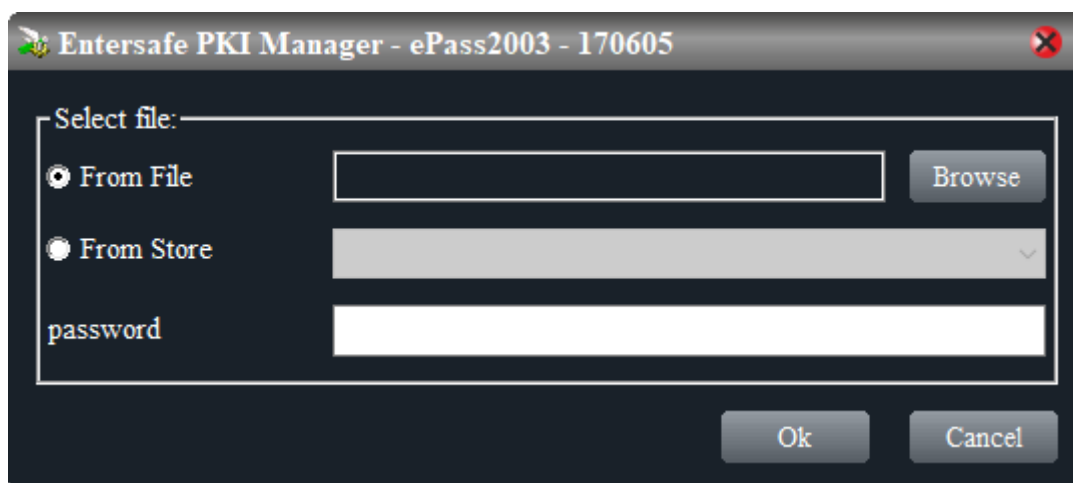 Entersafe PKI Manager - ePass2003 - 170605
Select file:
From File
Browse
From Store
password
Ok
Cancel